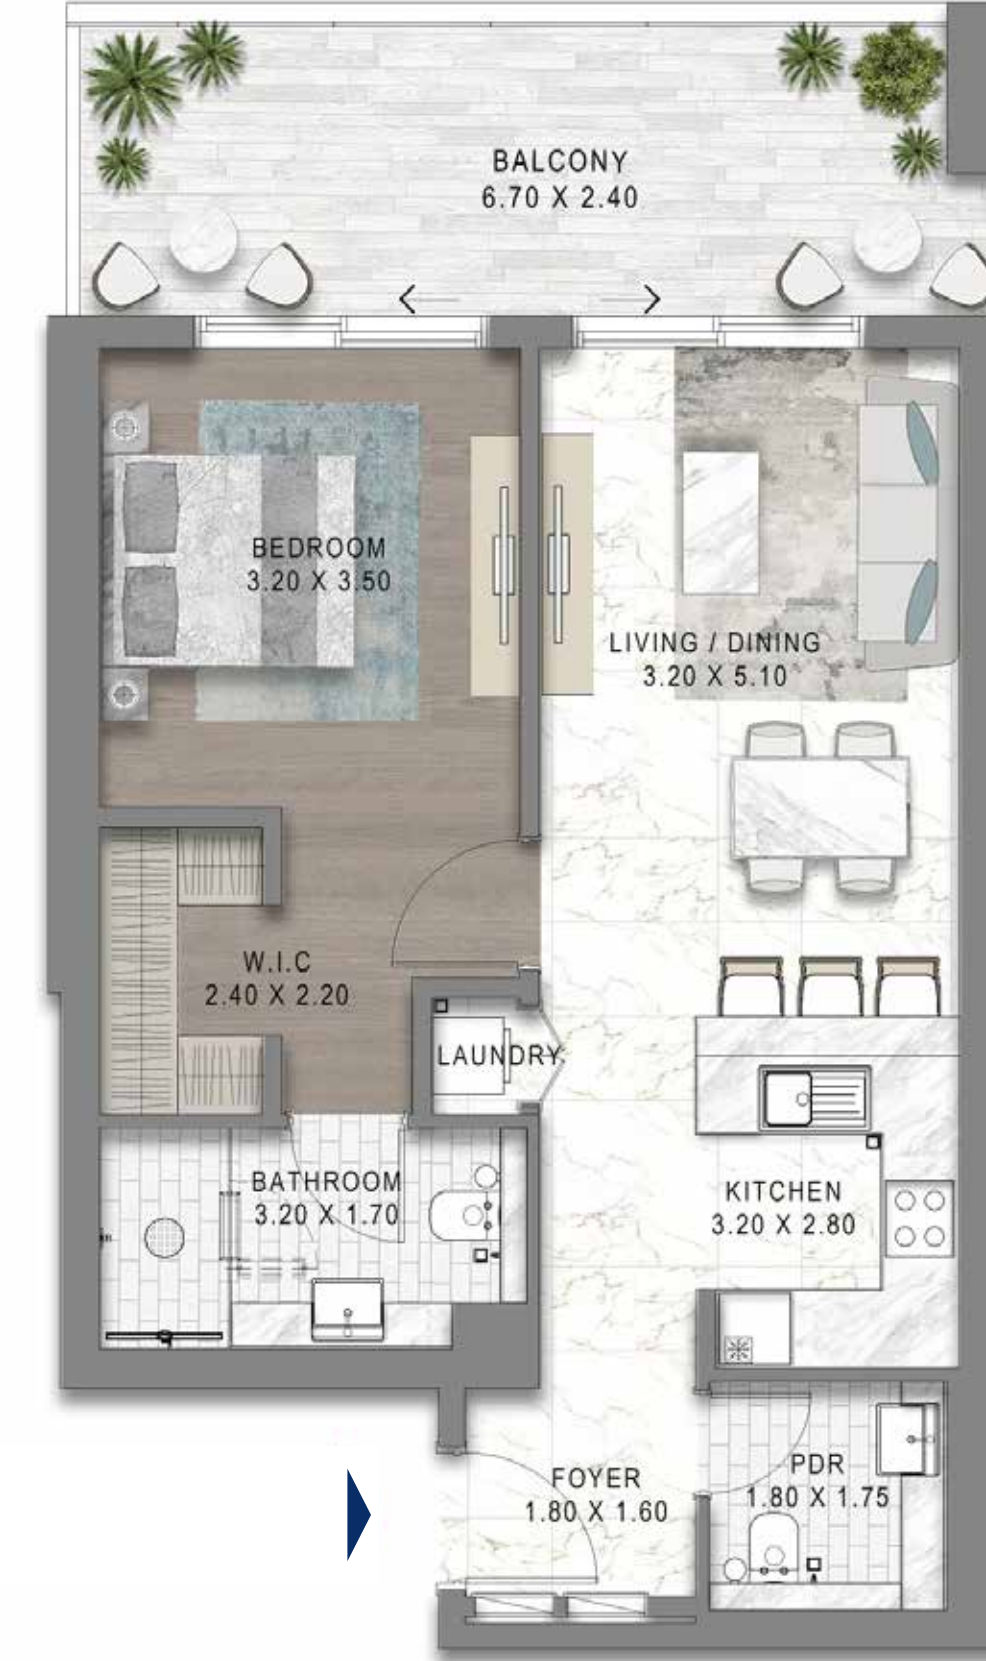 BALCONY
6.70 X 2.40
BEDROOM
3.20 X 3.50
LIVING / DINING
3.20 X 5.10
W.I.C
2.40 X 2.20
LAUNDRY
BATHROOM
3.20 X 1.70
KITCHEN
3.20 X 2.80
FOYER
1.80 X 1.60
PDR
1.80 X 1.75